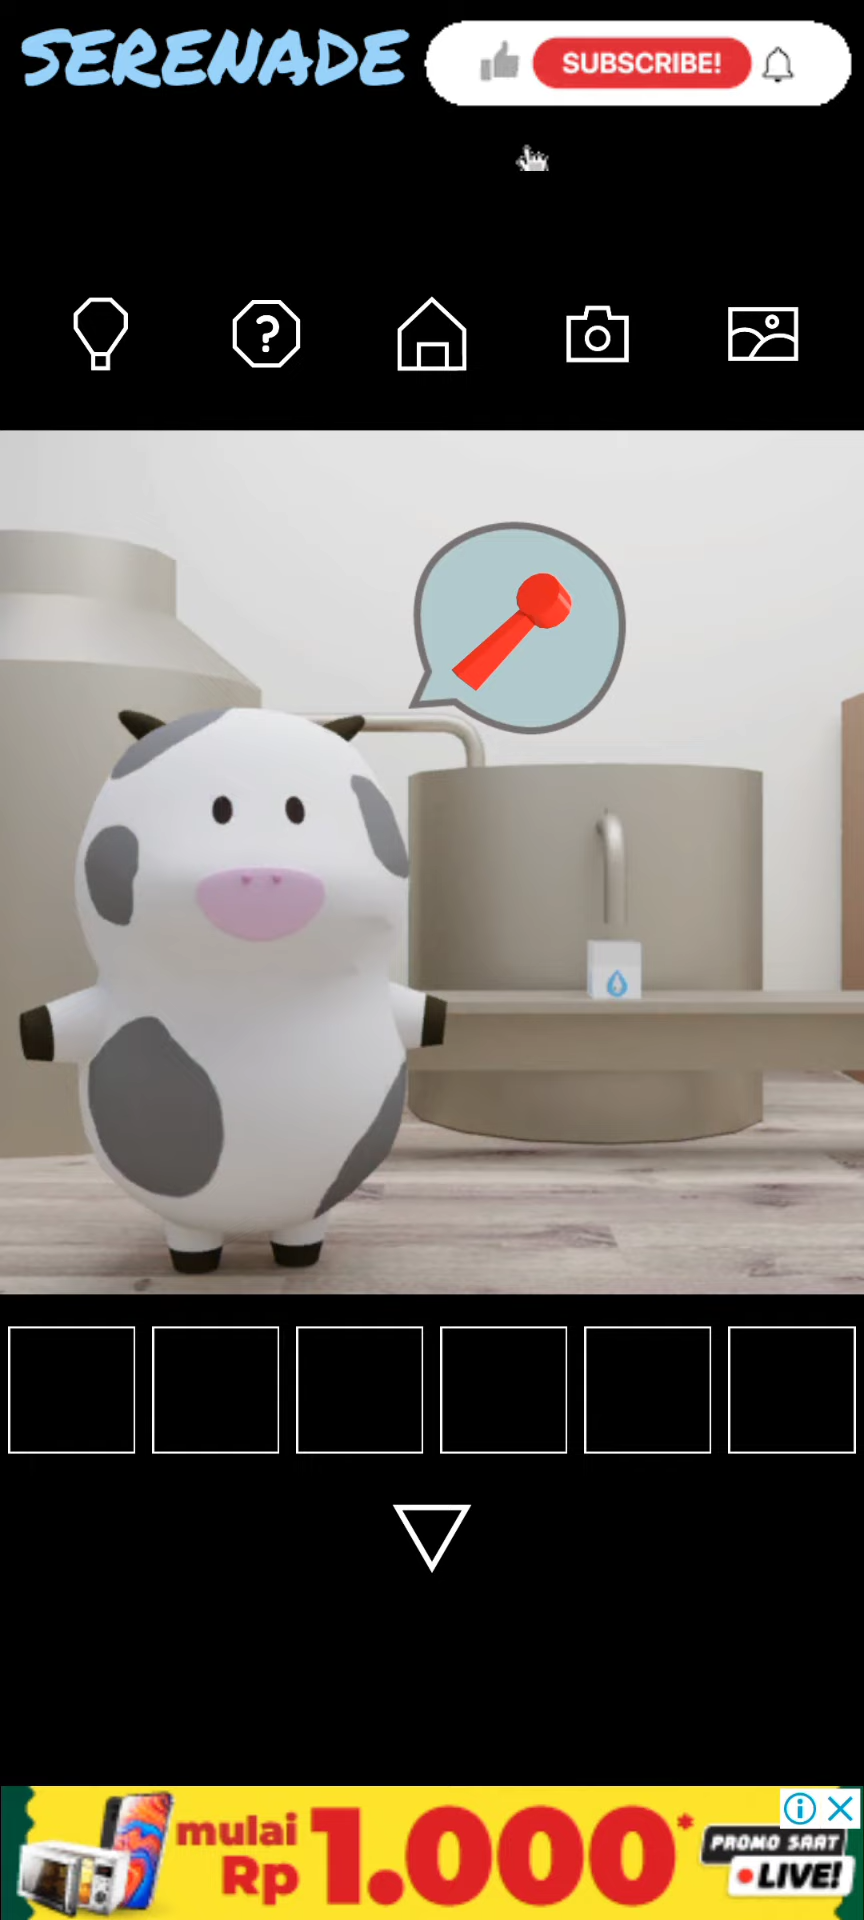 SERENADE
SUBSCRIBE!
?
mulai
Rp 1.000*
PROMO SAAT
LIVE!